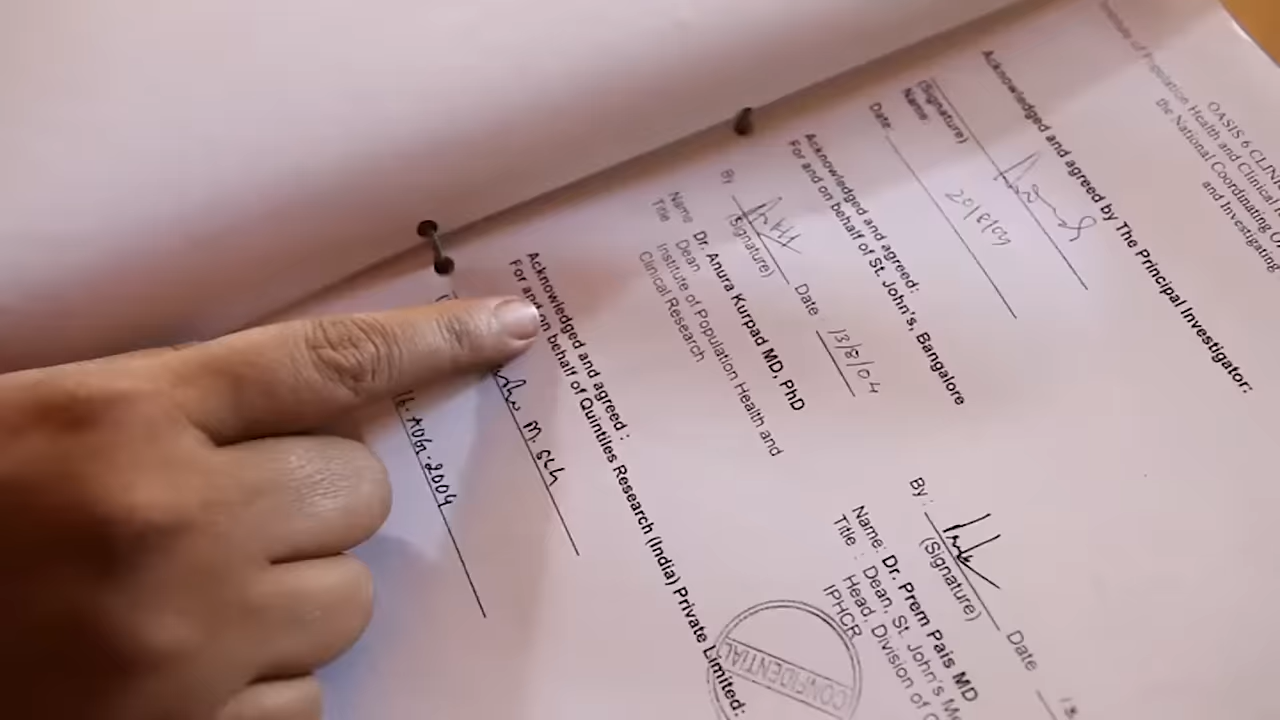 OASIS 6 CLIN
of Population Health and Clinical
the National Coordinating
and Investigating
Acknowledged and agreed by The Principal Investigator:
(Signature)
Name:
Date: 20/8/04
Acknowledged and agreed:
For and on behalf of St. John's, Bangalore
By
(Signature)
Date 13/8/04
Name Dr. Anura Kurpad MD, PhD
Title Dean
Institute of Population Health and
Clinical Research
By :
(Signature)
Date 13
Name: Dr. Prem Pais MD
Title : Dean, St. John's
Head, Division of
IPHCR
CONFIDENTIAL
Acknowledged and agreed :
For and on behalf of Quintiles Research (India) Private Limited:
M. Sch
16.AUG.2004